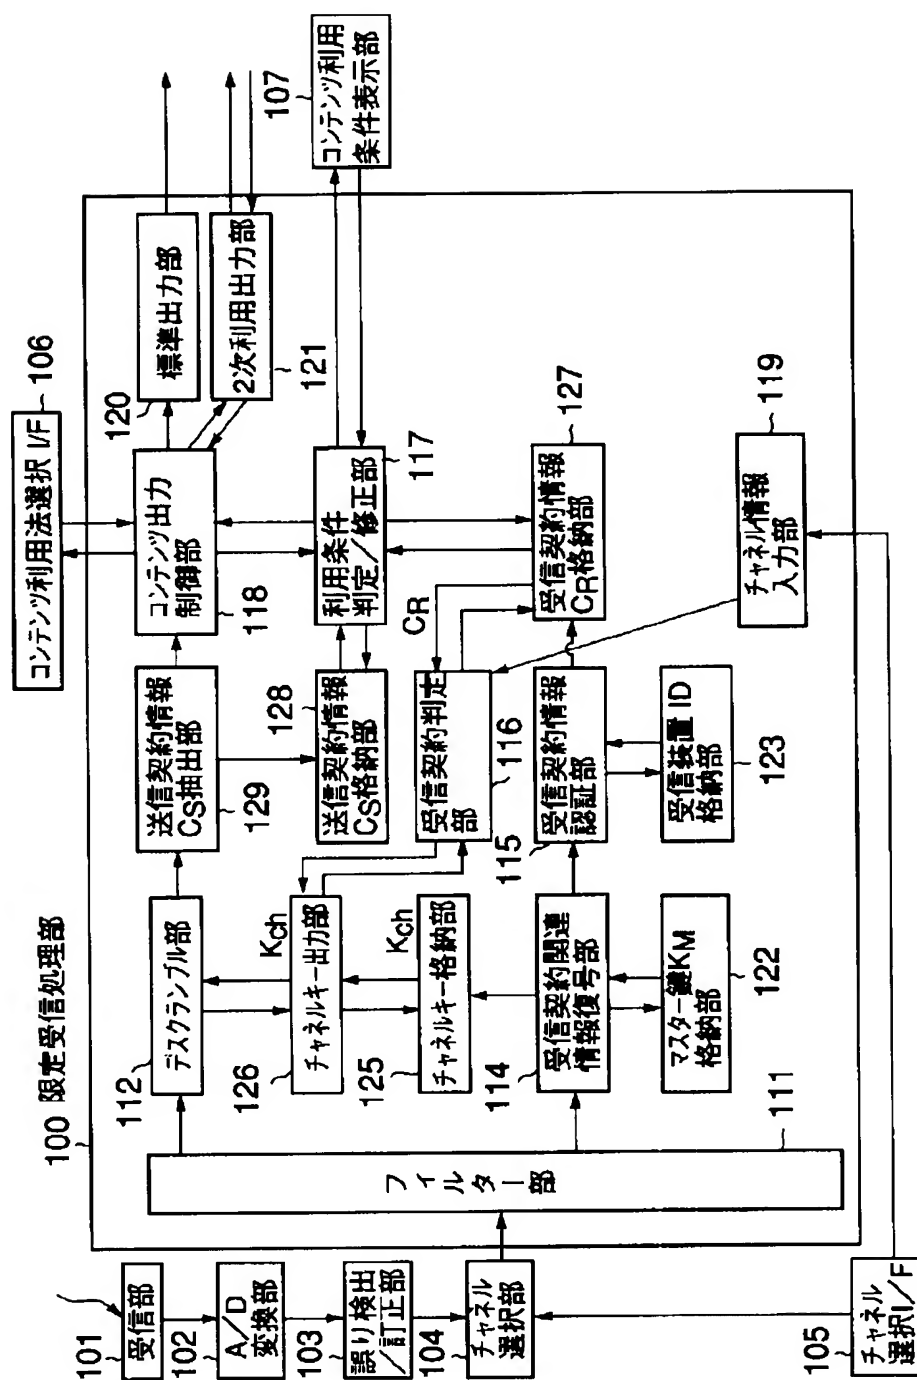 100 限定受信処理部
101
受信部
102
A/D
変換部
103
誤り検出
/訂正部
104
チャネル
選択部
105
チャネル
選択I/F
フィルター部
111
112
デスクランブル部
Kch
126
チャネルキー出力部
Kch
125
チャネルキー格納部
114
受信契約関連
情報復号部
マスター鍵KM
格納部
122
送信契約情報
CS抽出部
129
128
送信契約情報
CS格納部
受信契約判定
部
116
CR
115
受信契約情報
認証部
受信装置 ID
格納部
123
コンテンツ利用法選択 I/F
106
コンテンツ出力
制御部
118
120
標準出力部
2次利用出力部
121
利用条件
判定/修正部
117
107
コンテンツ利用
条件表示部
受信契約情報
CR格納部
127
チャネル情報
入力部
119